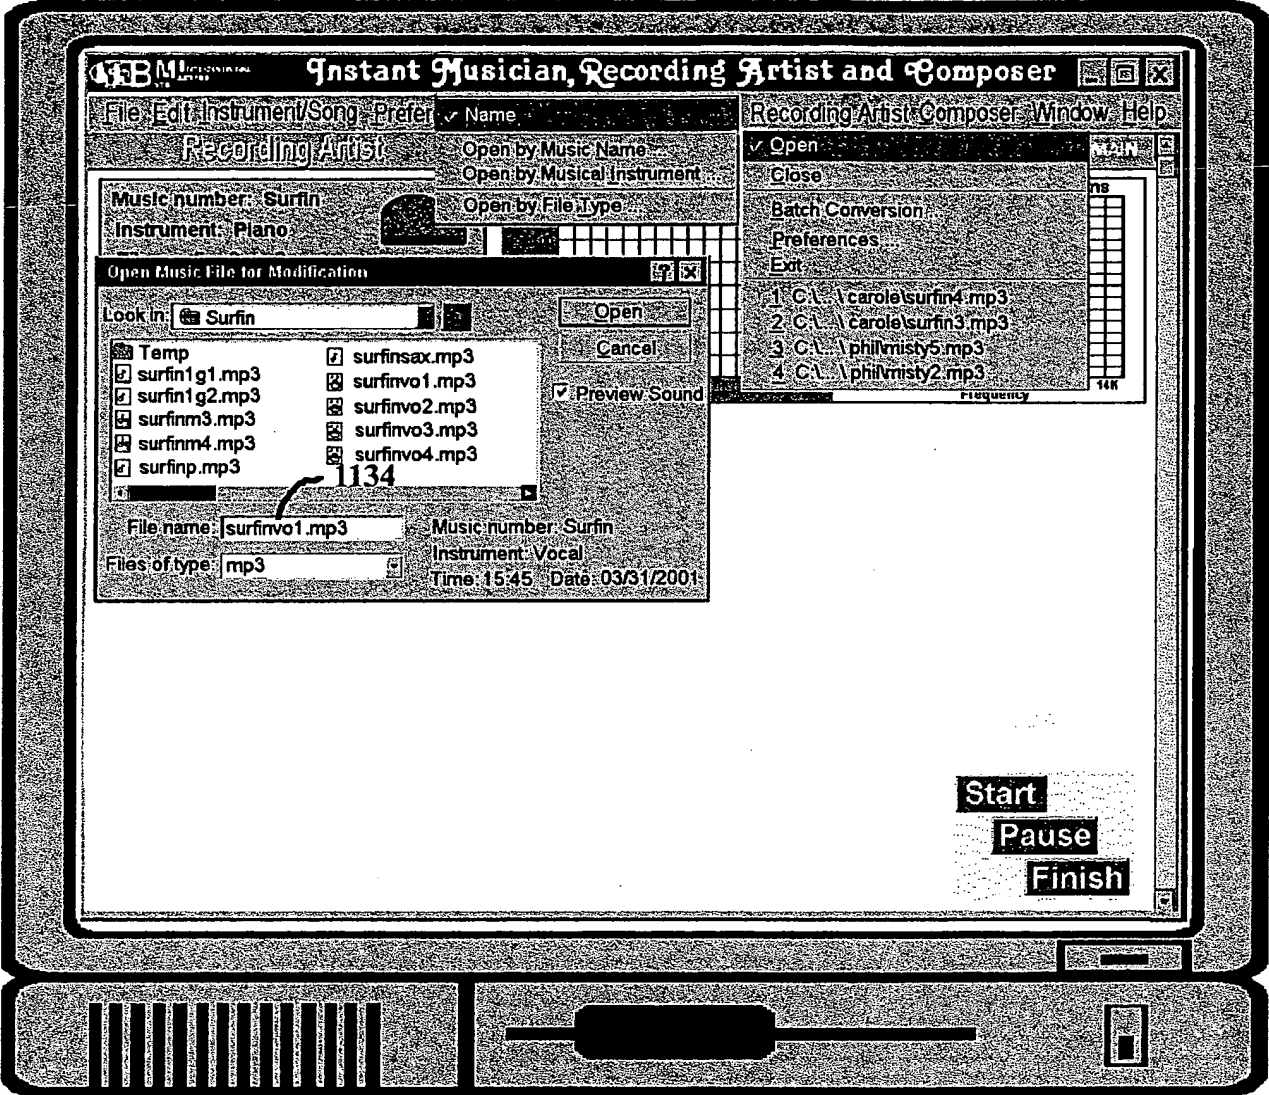 Instant Musician, Recording Artist and Composer
File Edit Instrument/Song Prefer
Recording Artist Composer Window Help
✓ Name
Open by Music Name ...
Open by Musical Instrument ...
Open by File Type ...
✓ Open
Close
Batch Conversion...
Preferences ...
Exit
1 C:\...\carole\surfin4.mp3
2 C:\...\carole\surfin3.mp3
3 C:\...\phil\misty5.mp3
4 C:\...\phil\misty2.mp3
Recording Artist
MAIN
Music number: Surfin
Instrument: Piano
ns
14K
Frequency
Open Music File for Modification
Look in: Surfin
Open
Cancel
Preview Sound
Temp
surfin1g1.mp3
surfin1g2.mp3
surfinm3.mp3
surfinm4.mp3
surfinp.mp3
surfinsax.mp3
surfinvo1.mp3
surfinvo2.mp3
surfinvo3.mp3
surfinvo4.mp3
1134
File name: surfinvo1.mp3
Files of type: mp3
Music number: Surfin
Instrument: Vocal
Time: 15:45 Date: 03/31/2001
Start
Pause
Finish